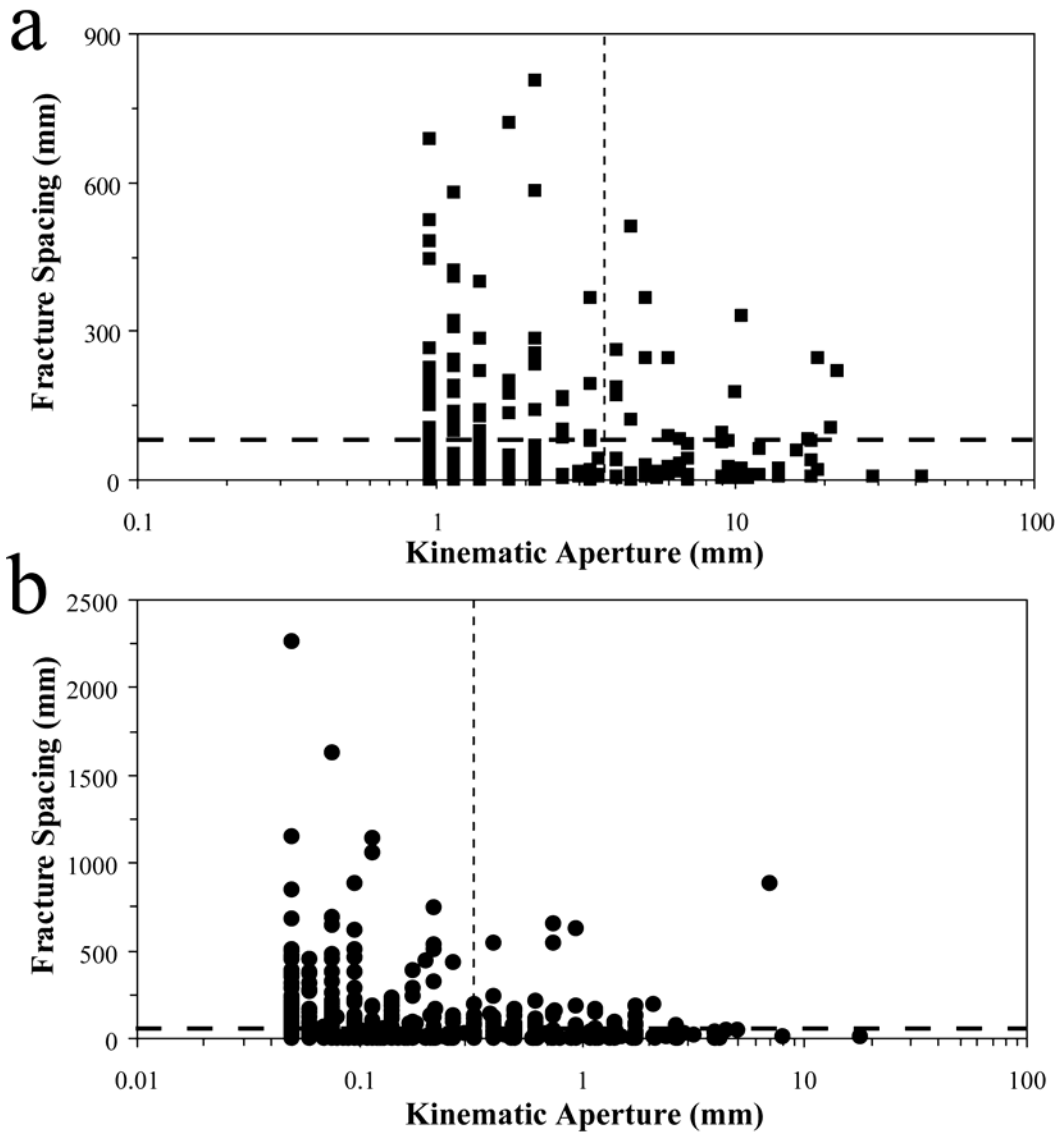 a
900
600
300
0
Fracture Spacing (mm)
0.1 1 10 100
Kinematic Aperture (mm)
b
2500
2000
1500
1000
500
0
Fracture Spacing (mm)
0.01 0.1 1 10 100
Kinematic Aperture (mm)